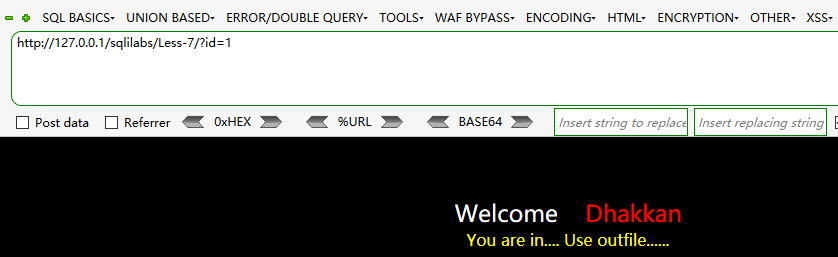 SQL BASICS UNION BASED ERROR/DOUBLE QUERY TOOLS WAF BYPASS ENCODING HTML ENCRYPTION OTHER XSS
http://127.0.0.1/sqlilabs/Less-7/?id=1
Post data Referrer 0xHEX %URL BASE64 Insert string to replace Insert replacing string
Welcome Dhakkan
You are in.... Use outfile......